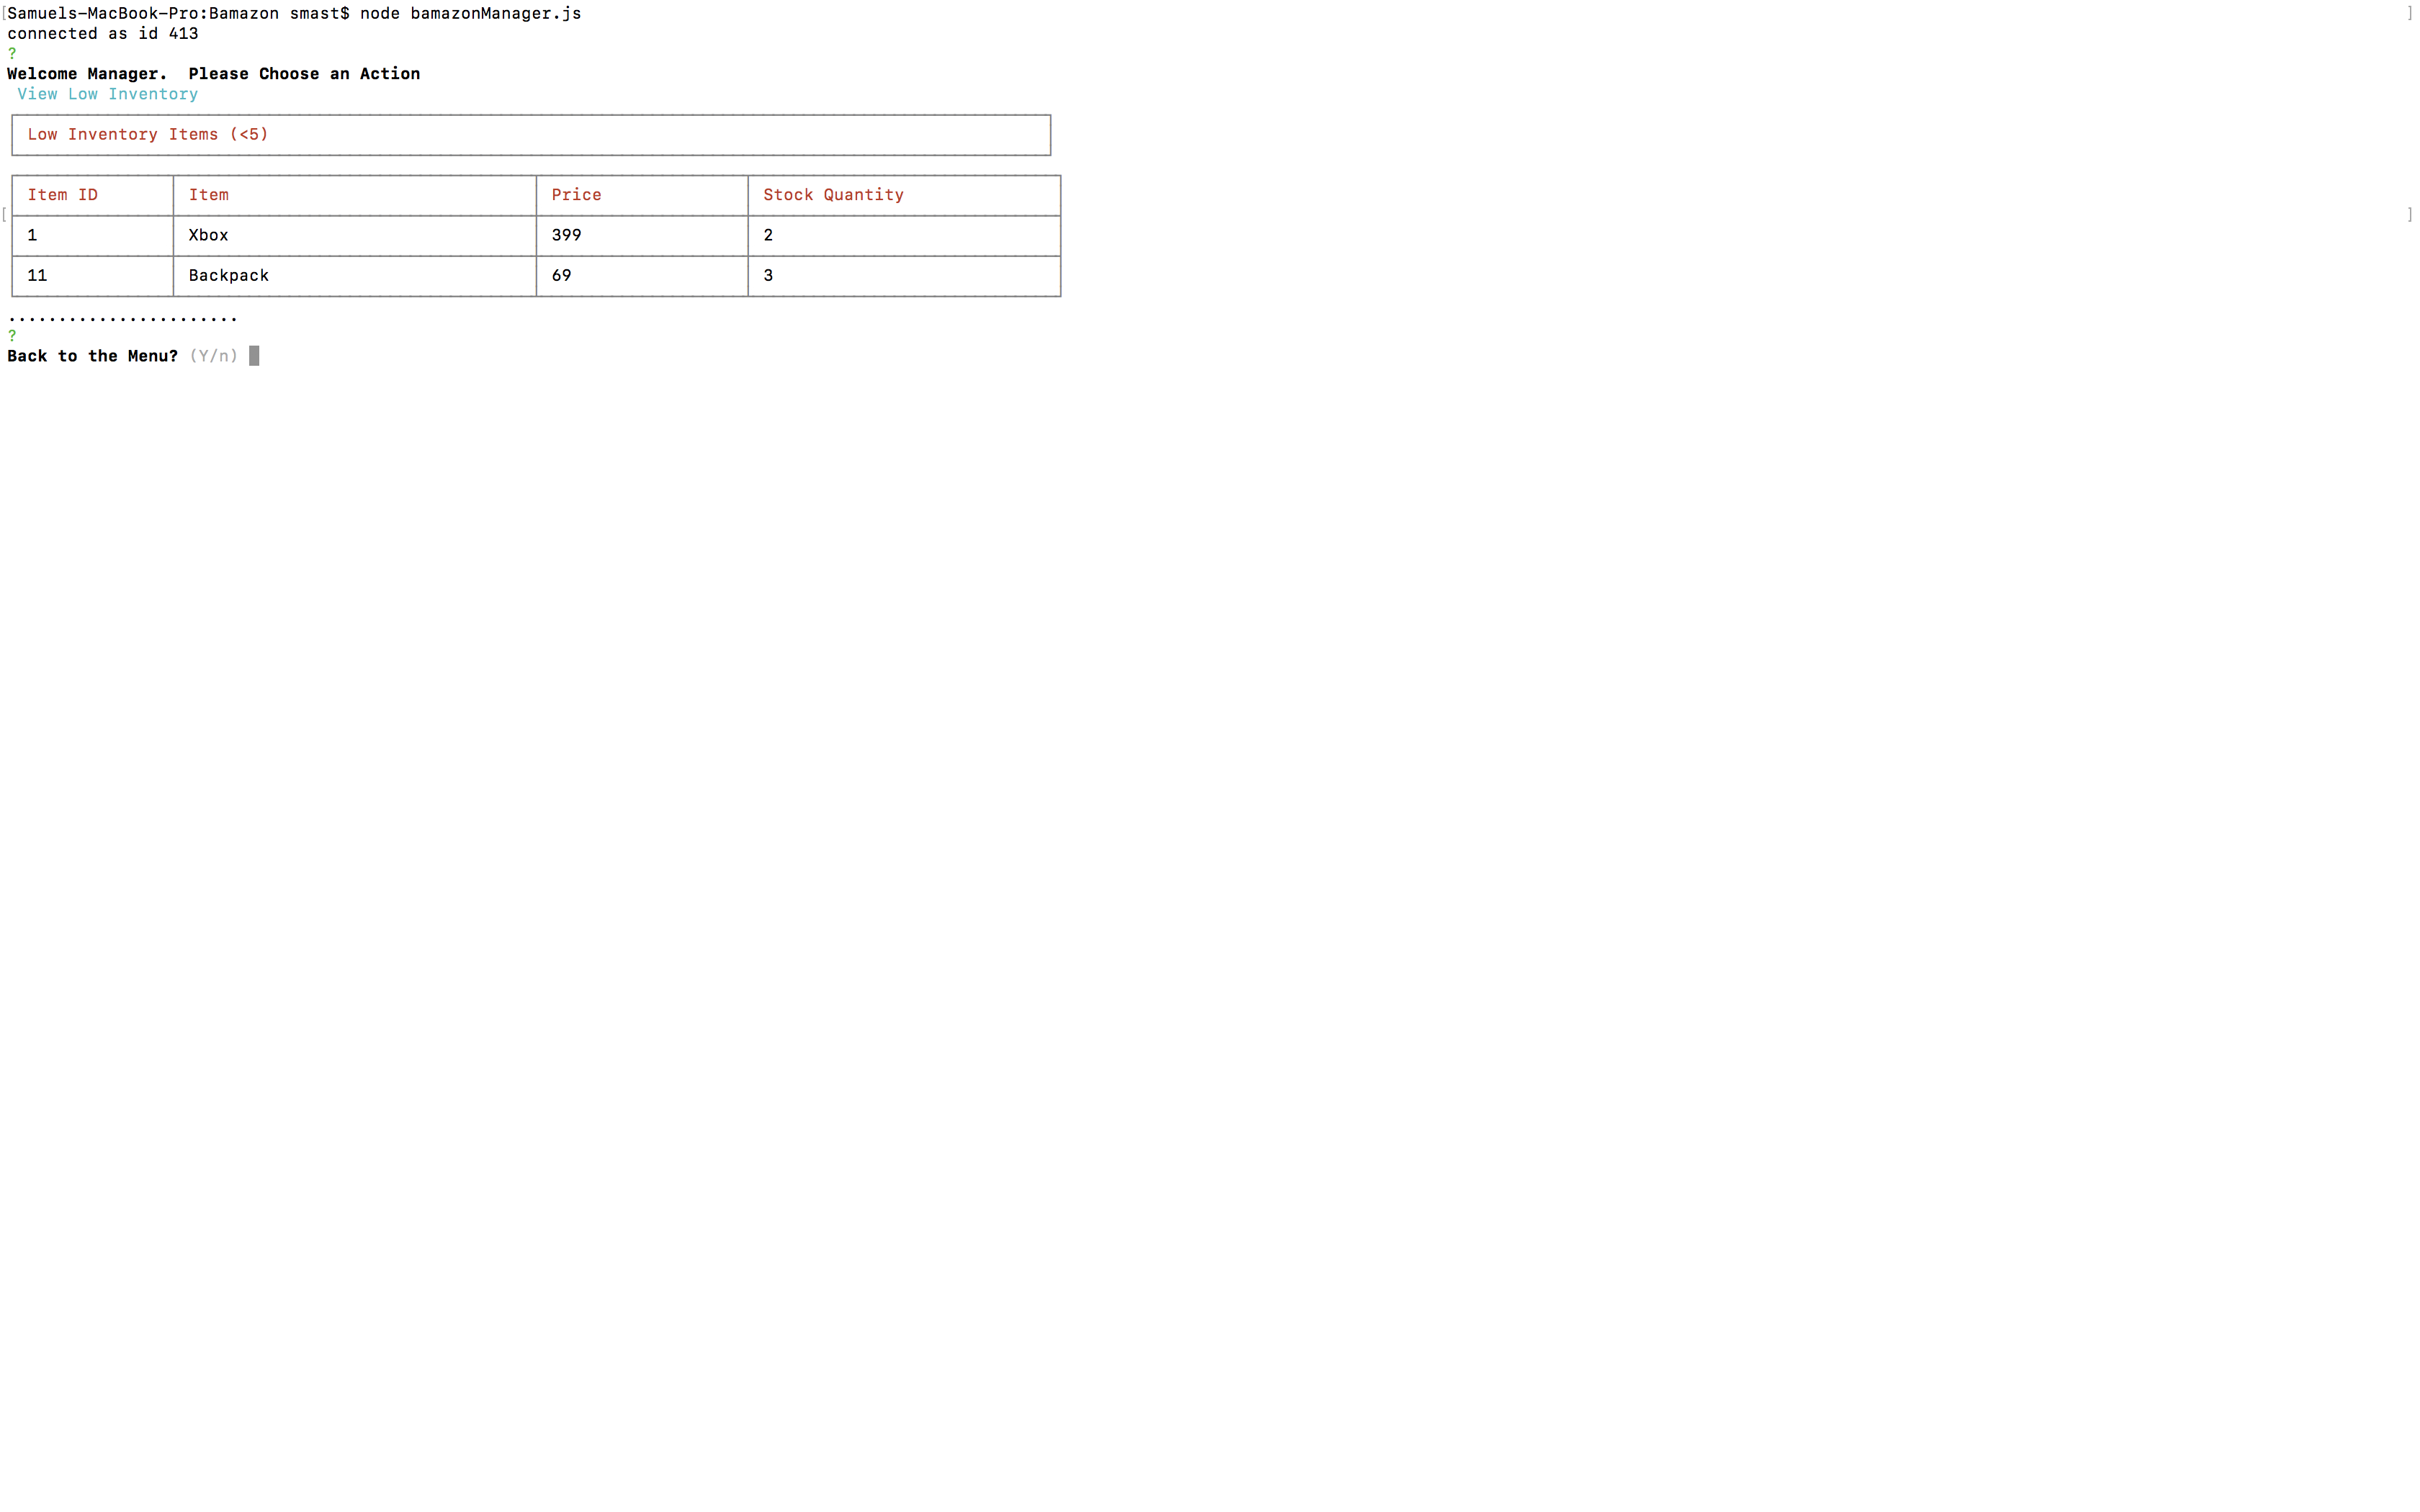 [Samuels-MacBook-Pro:Bamazon smast$ node bamazonManager.js ]
connected as id 413
?
Welcome Manager.  Please Choose an Action
 View Low Inventory
Low Inventory Items (<5)
Item ID Item Price Stock Quantity
[ ]
1 Xbox 399 2
11 Backpack 69 3
.......................
?
Back to the Menu? (Y/n)